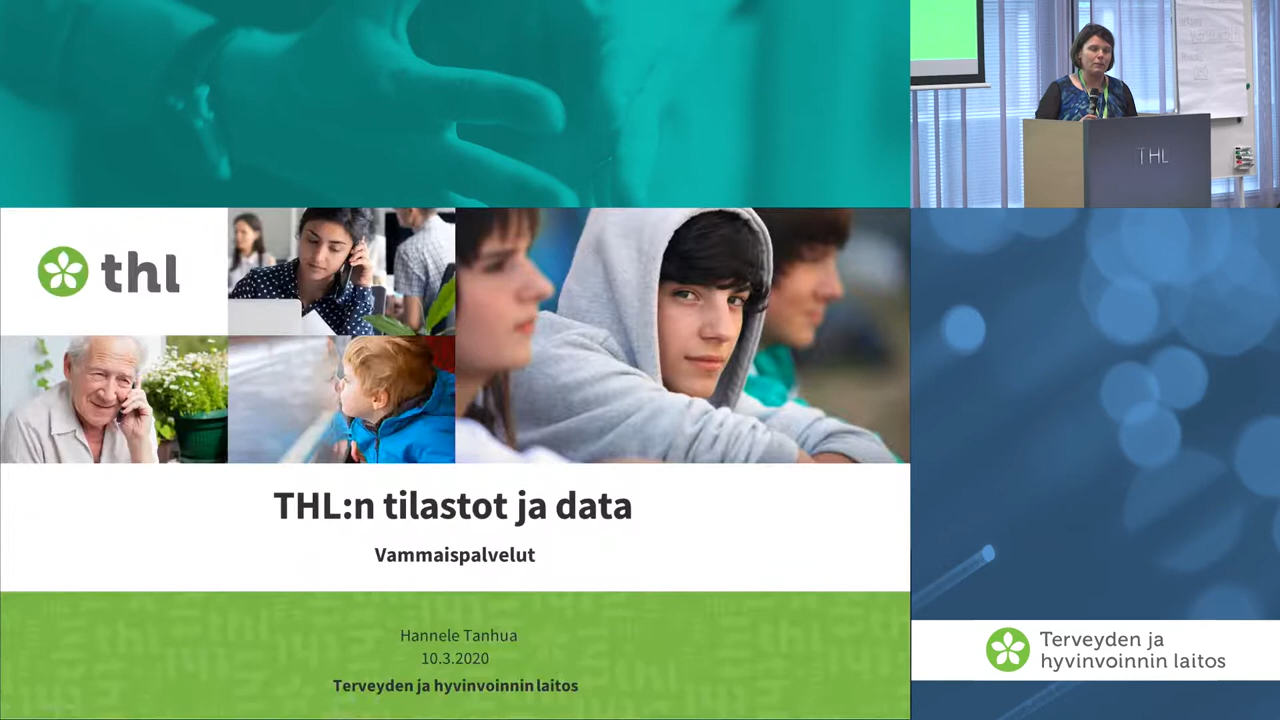 thl
THL:n tilastot ja data
Vammaispalvelut
Hannele Tanhua
10.3.2020
Terveyden ja hyvinvoinnin laitos
THL
Terveyden ja
hyvinvoinnin laitos